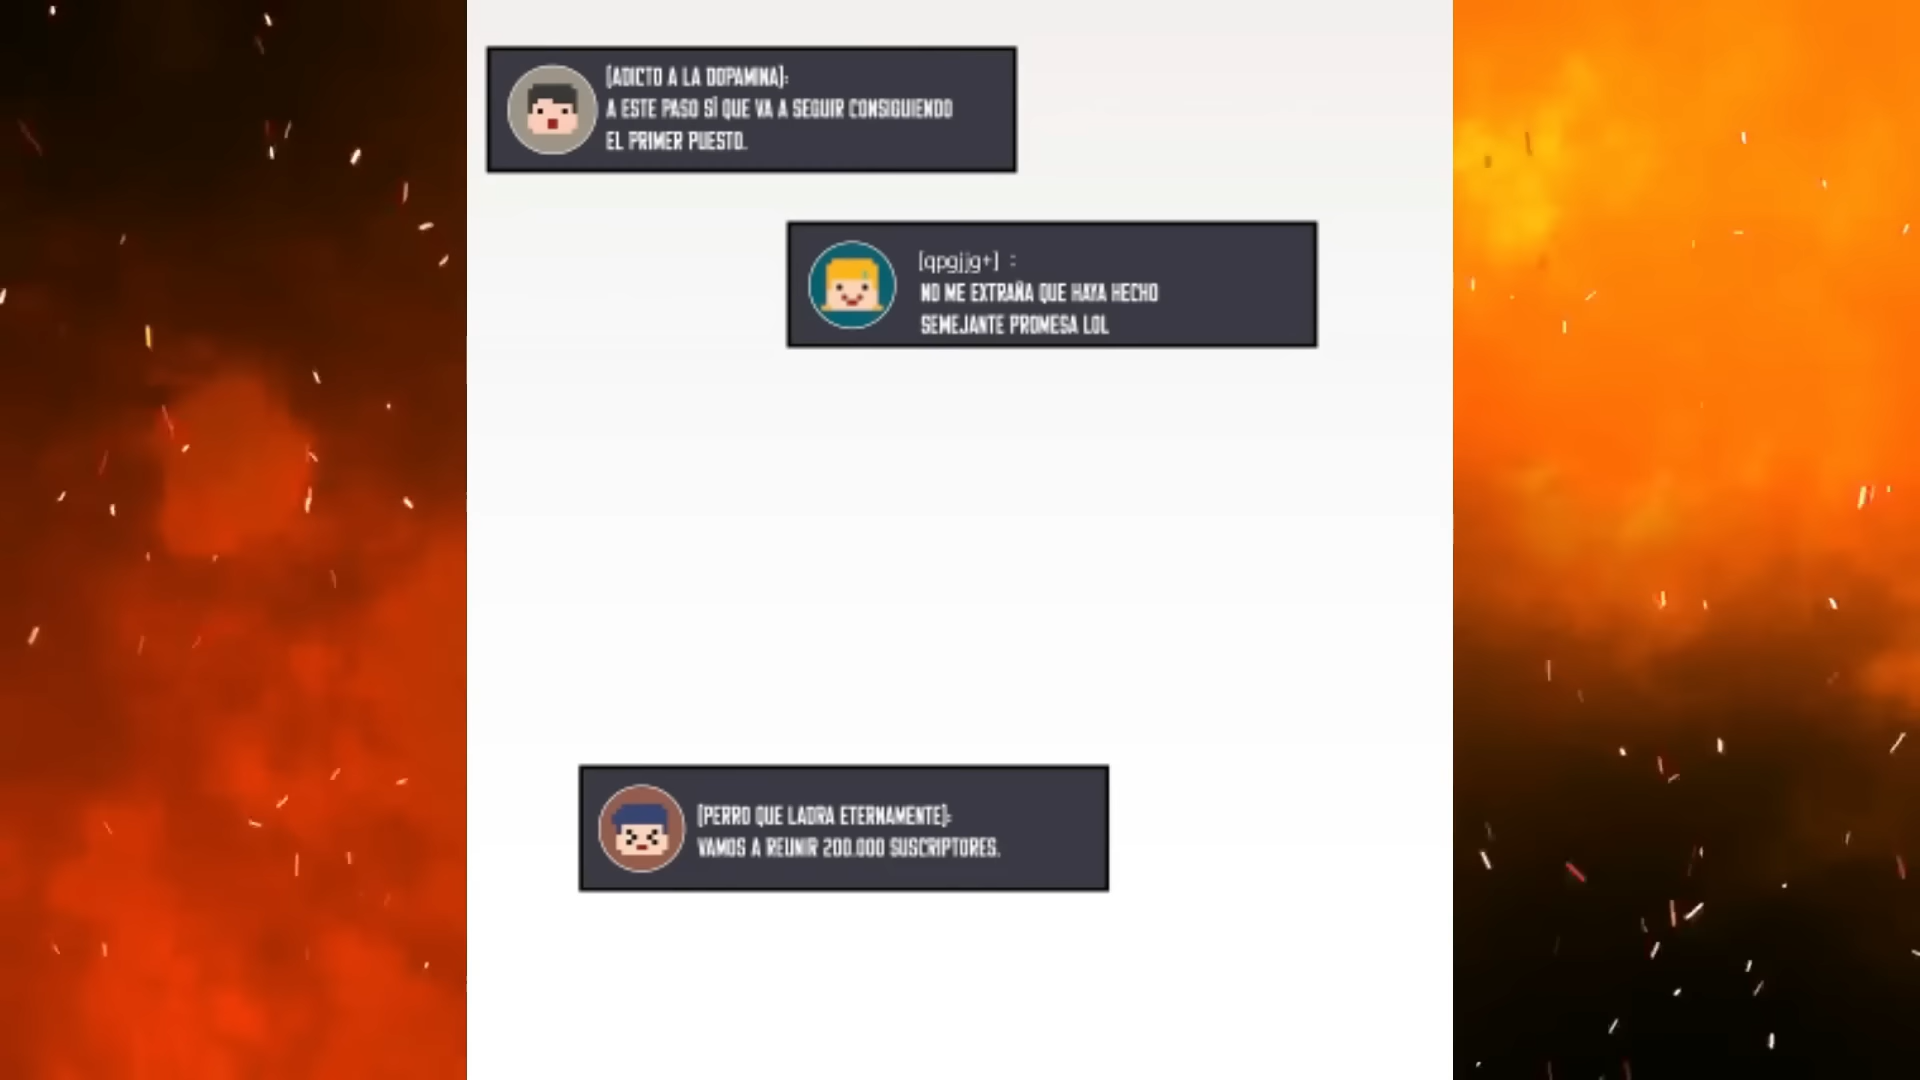 [ADICTO A LA DOPAMINA]:
A ESTE PASO SÍ QUE VA A SEGUIR CONSIGUIENDO
EL PRIMER PUESTO.
[qpgjjg+] :
NO ME EXTRAÑA QUE HAYA HECHO
SEMEJANTE PROMESA LOL
[PERRO QUE LADRA ETERNAMENTE]:
VAMOS A REUNIR 200.000 SUSCRIPTORES.